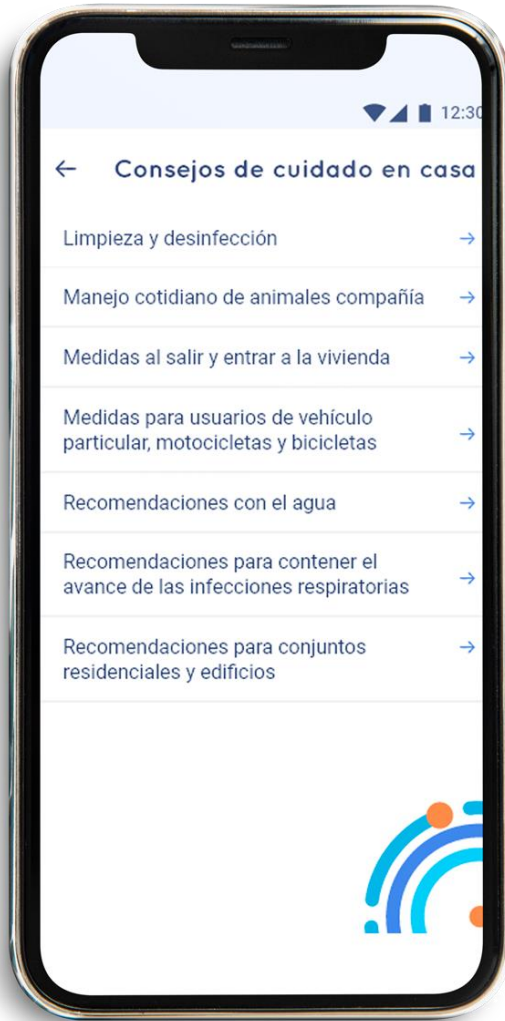 12:30
Consejos de cuidado en casa
Limpieza y desinfección
Manejo cotidiano de animales compañía
Medidas al salir y entrar a la vivienda
Medidas para usuarios de vehículo
particular, motocicletas y bicicletas
Recomendaciones con el agua
Recomendaciones para contener el
avance de las infecciones respiratorias
Recomendaciones para conjuntos
residenciales y edificios